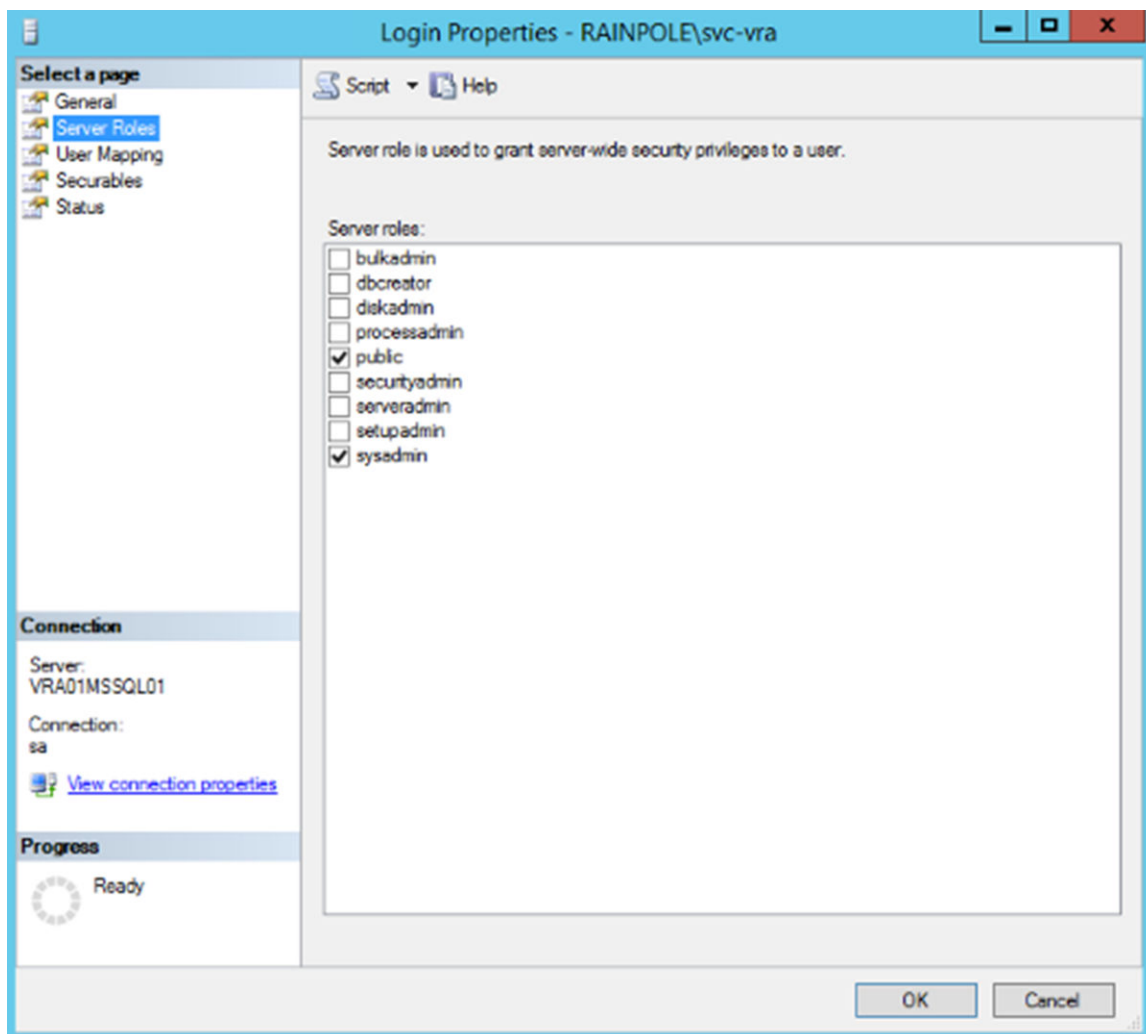 Login Properties - RAINPOLE\svc-vra
Select a page
General
Server Roles
User Mapping
Securables
Status
Script
Help
Server role is used to grant server-wide security privileges to a user.
Server roles:
bulkadmin
dbcreator
diskadmin
processadmin
public
securityadmin
serveradmin
setupadmin
sysadmin
Connection
Server:
VRA01MSSQL01
Connection:
sa
View connection properties
Progress
Ready
OK
Cancel